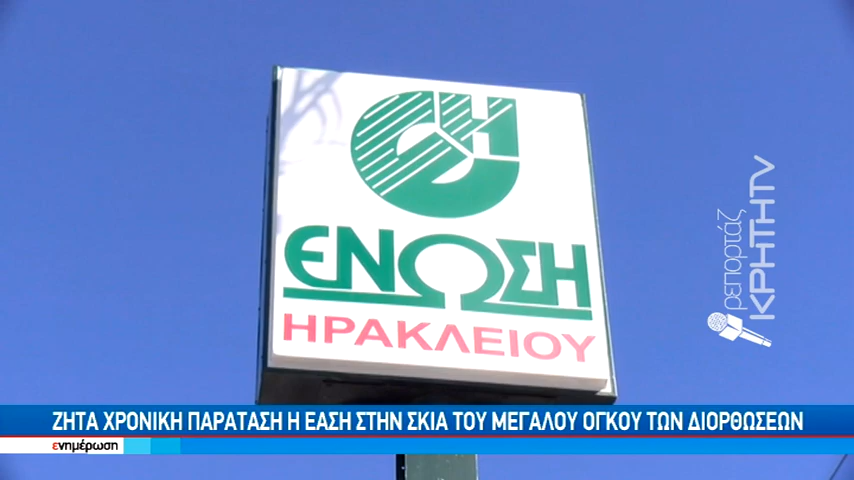 ΕΝΩΣΗ
ΗΡΑΚΛΕΙΟΥ
ρεπορτάζ
ΚΡΗΤΗTV
ΖΗΤΑ ΧΡΟΝΙΚΗ ΠΑΡΑΤΑΣΗ Η ΕΑΣΗ ΣΤΗΝ ΣΚΙΑ ΤΟΥ ΜΕΓΑΛΟΥ ΟΓΚΟΥ ΤΩΝ ΔΙΟΡΘΩΣΕΩΝ
ενημέρωση